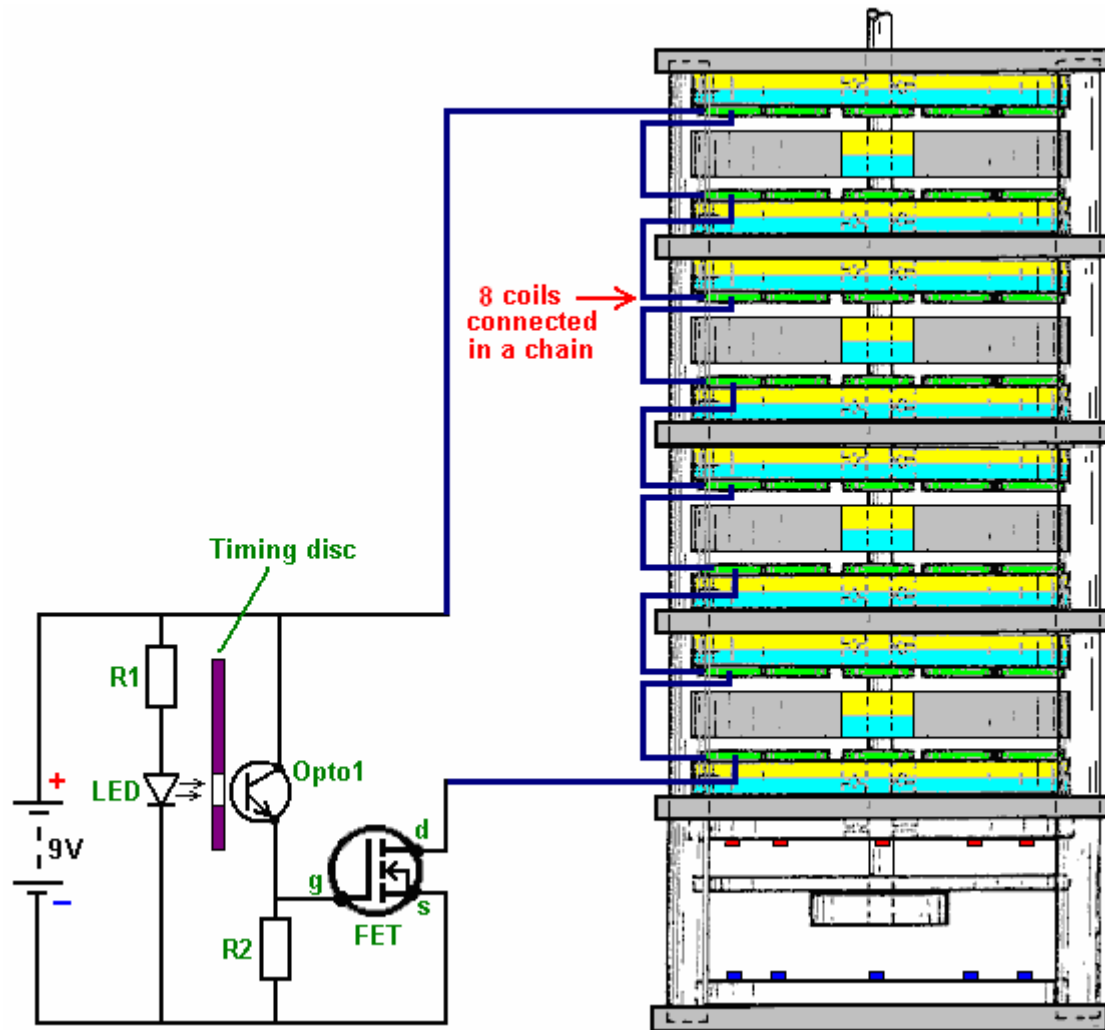 8 coils
connected
in a chain
Timing disc
R1
LED
Opto1
+
9V
–
d
g
s
FET
R2